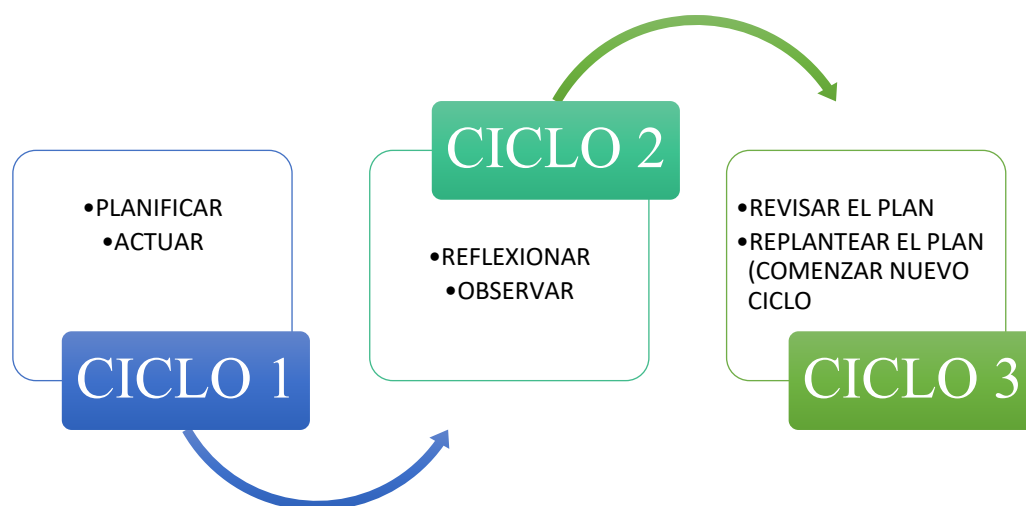 •PLANIFICAR
•ACTUAR
CICLO 1
CICLO 2
•REFLEXIONAR
•OBSERVAR
•REVISAR EL PLAN
•REPLANTEAR EL PLAN
(COMENZAR NUEVO
CICLO
CICLO 3